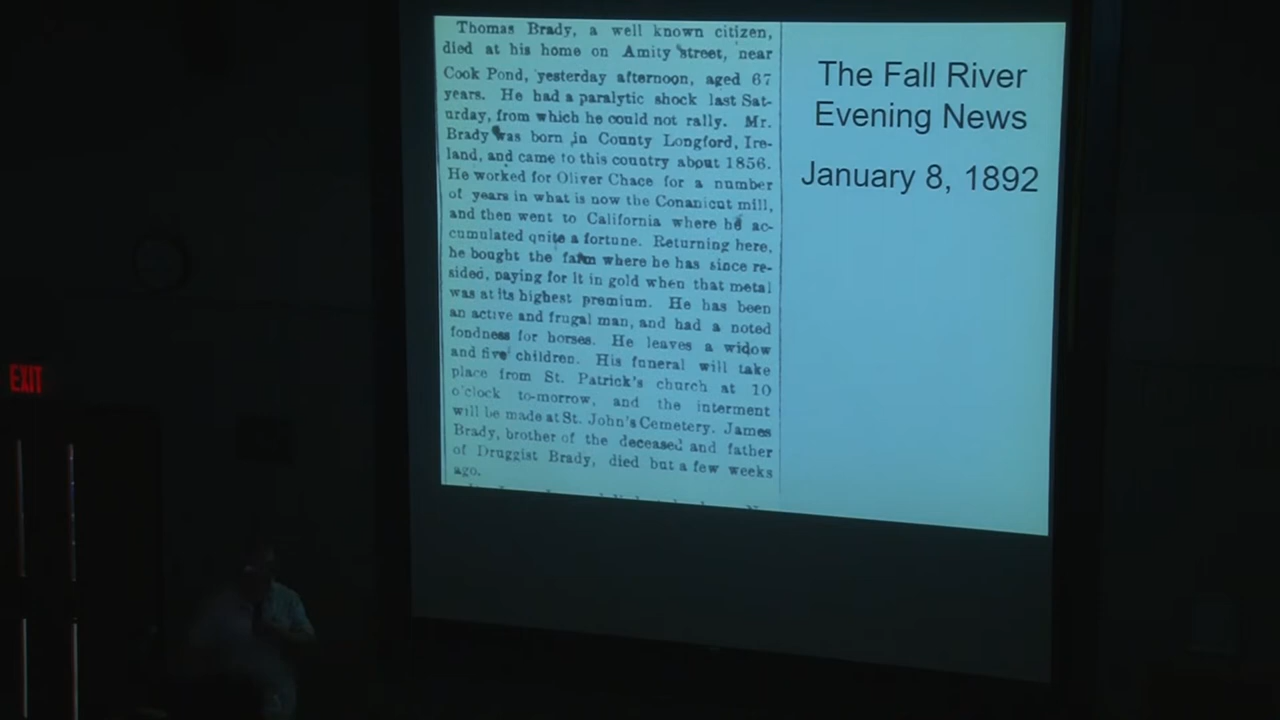 Thomas Brady, a well known citizen,
died at his home on Amity street, near
Cook Pond, yesterday afternoon, aged 67
years. He had a paralytic shock last Sat-
urday, from which he could not rally. Mr.
Brady was born in County Longford, Ire-
land, and came to this country about 1856.
He worked for Oliver Chace for a number
of years in what is now the Conanicut mill,
and then went to California where he ac-
cumulated quite a fortune. Returning here,
he bought the farm where he has since re-
sided, paying for it in gold when that metal
was at its highest premium. He has been
an active and frugal man, and had a noted
fondness for horses. He leaves a widow
and five children. His funeral will take
place from St. Patrick's church at 10
o'clock to-morrow, and the interment
will be made at St. John's Cemetery. James
Brady, brother of the deceased and father
of Druggist Brady, died but a few weeks
ago.
The Fall River
Evening News
January 8, 1892
EXIT